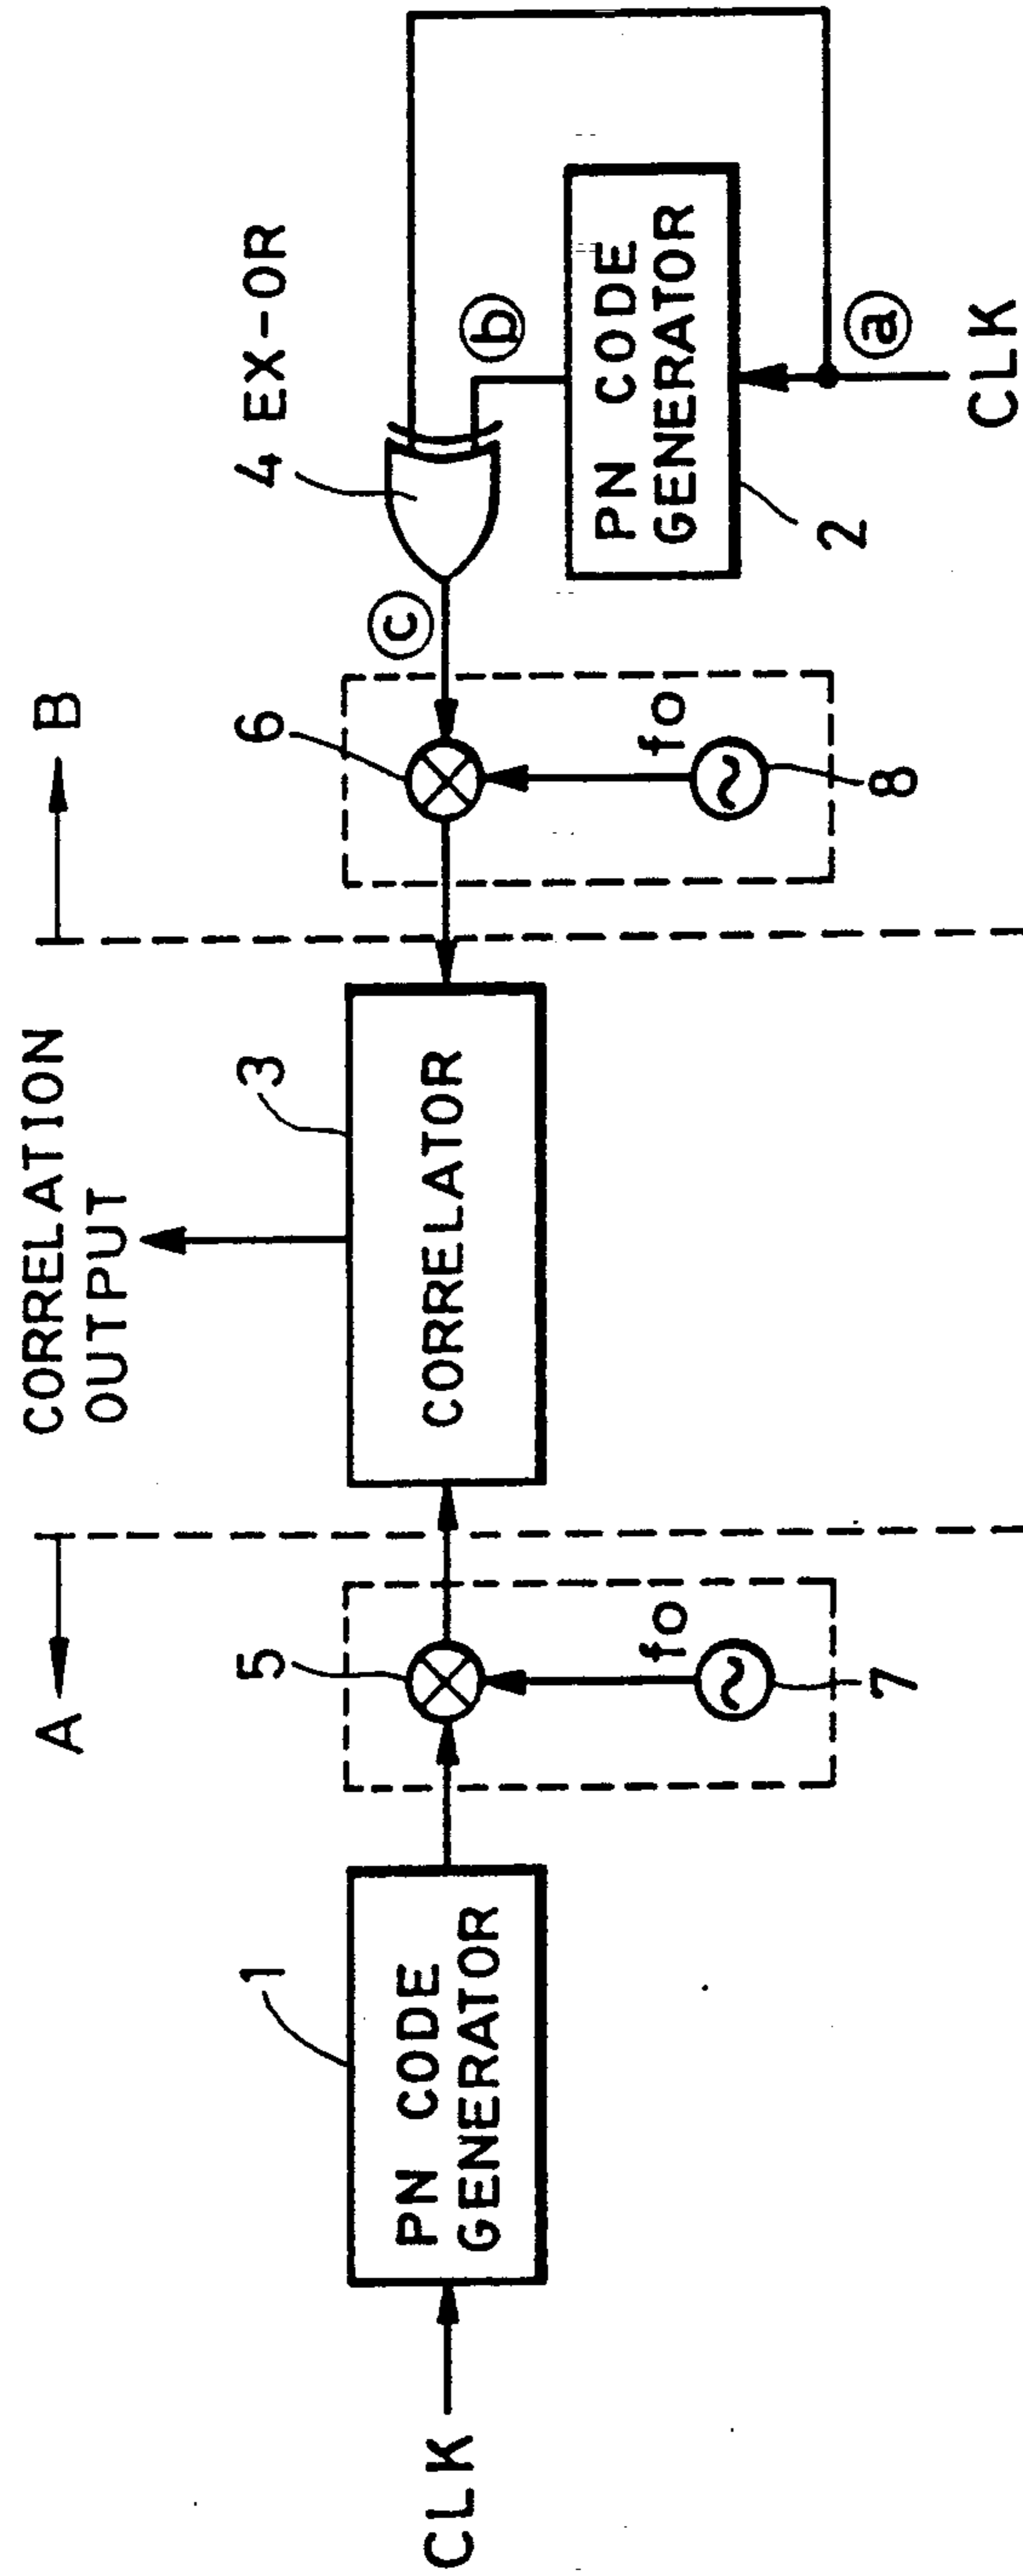 CORRELATION
OUTPUT
A
B
CLK
1
PN CODE
GENERATOR
5
fo
7
3
CORRELATOR
6
fo
8
c
4 EX-OR
b
PN CODE
GENERATOR
2
a
CLK